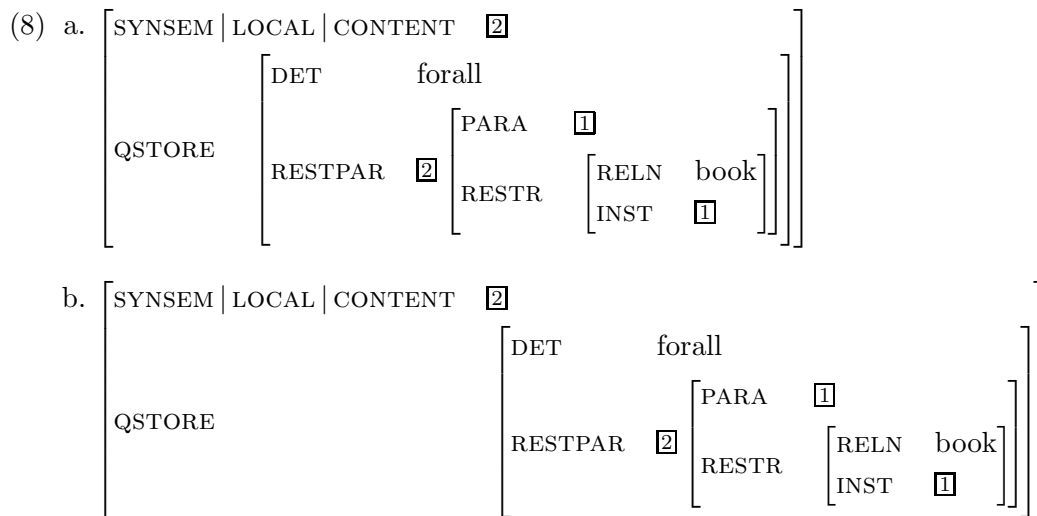 (8) a. SYNSEM | LOCAL | CONTENT 2
DET forall
PARA 1
QSTORE
RESTPAR 2
RELN book
RESTR
INST 1
b. SYNSEM | LOCAL | CONTENT 2
DET forall
PARA 1
QSTORE
RESTPAR 2
RELN book
RESTR
INST 1